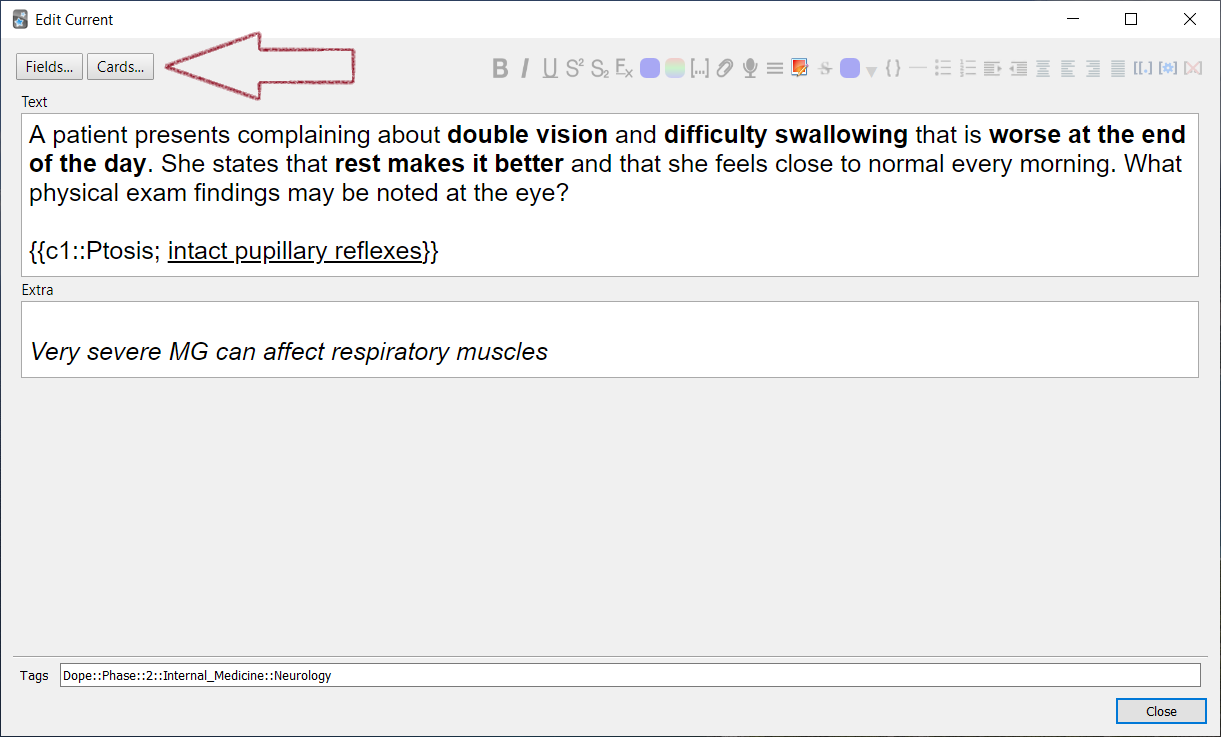 Edit Current
Fields...
Cards...
B I U S² S₂ Ex [...] S {} [[.] [ ]
Text
A patient presents complaining about double vision and difficulty swallowing that is worse at the end
of the day. She states that rest makes it better and that she feels close to normal every morning. What
physical exam findings may be noted at the eye?
{{c1::Ptosis; intact pupillary reflexes}}
Extra
Very severe MG can affect respiratory muscles
Tags
Dope::Phase::2::Internal_Medicine::Neurology
Close